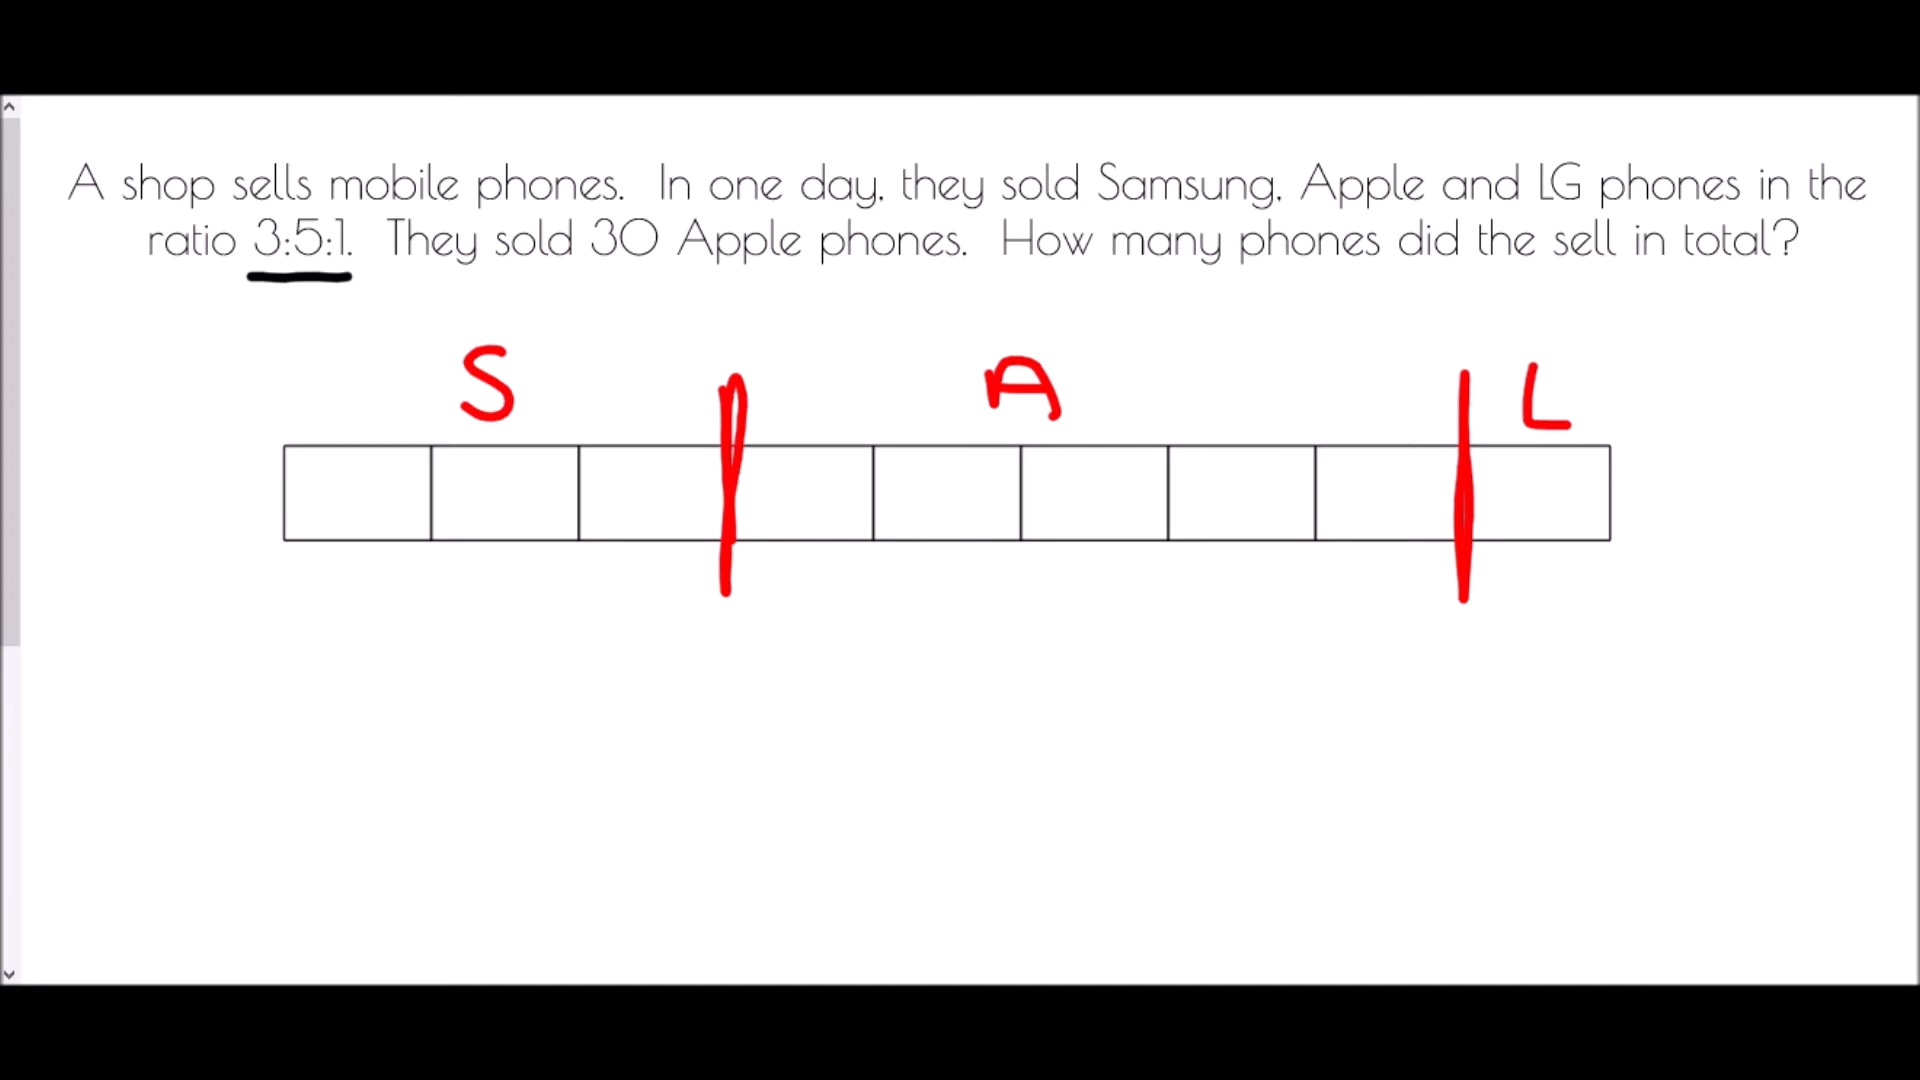 A shop sells mobile phones. In one day, they sold Samsung, Apple and LG phones in the
ratio 3:5:1. They sold 30 Apple phones. How many phones did the sell in total?
S A L